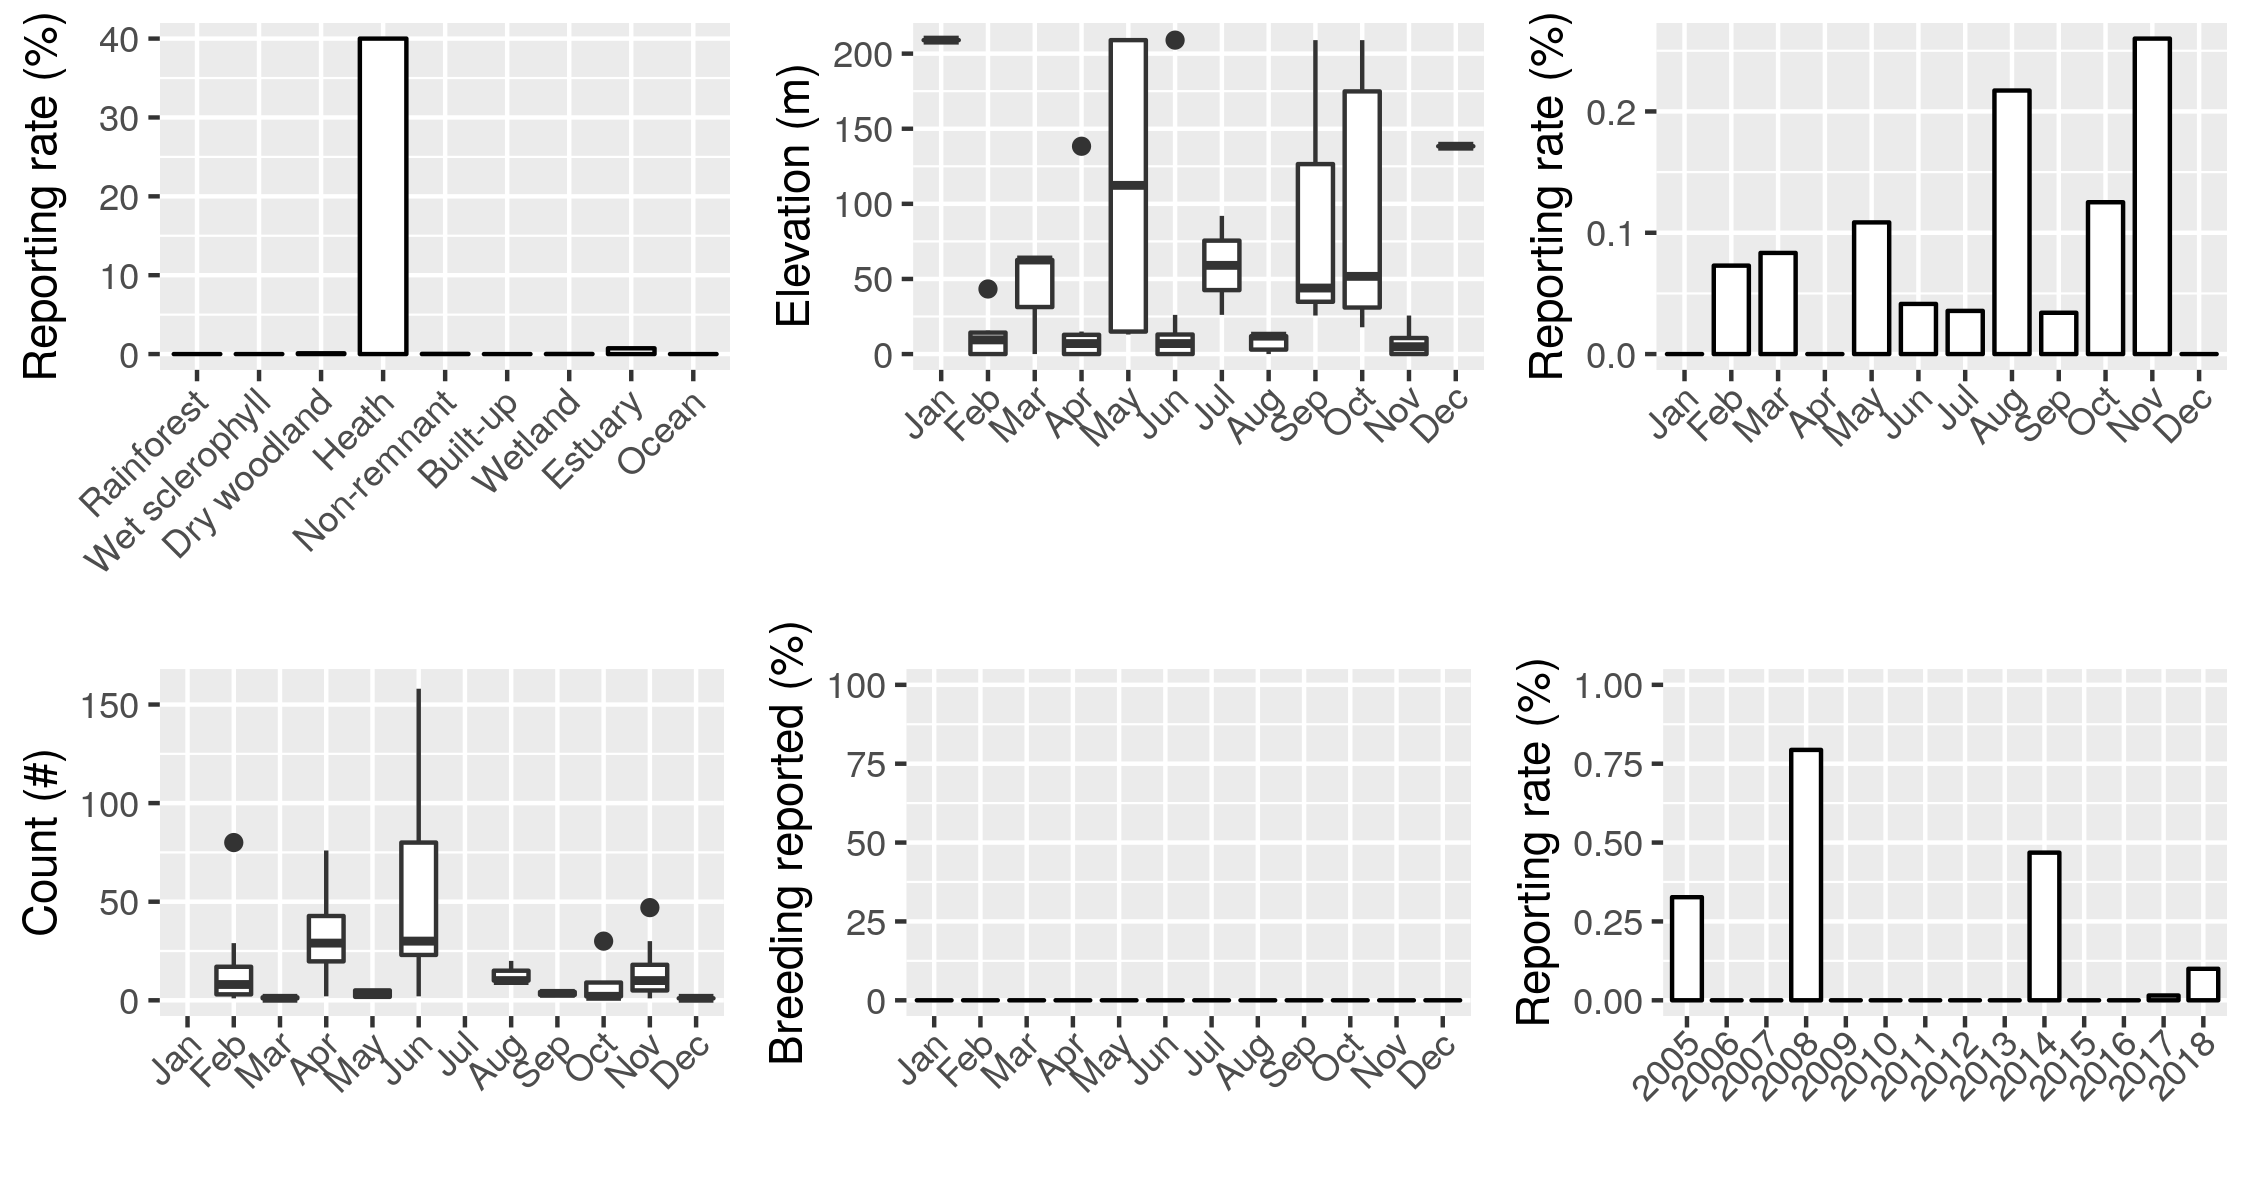 Reporting rate (%)
40
30
20
10
0
Rainforest
Wet sclerophyll
Dry woodland
Heath
Non-remnant
Built-up
Wetland
Estuary
Ocean
Elevation (m)
200
150
100
50
0
Jan
Feb
Mar
Apr
May
Jun
Jul
Aug
Sep
Oct
Nov
Dec
Reporting rate (%)
0.2
0.1
0.0
Jan
Feb
Mar
Apr
May
Jun
Jul
Aug
Sep
Oct
Nov
Dec
Count (#)
150
100
50
0
Jan
Feb
Mar
Apr
May
Jun
Jul
Aug
Sep
Oct
Nov
Dec
Breeding reported (%)
100
75
50
25
0
Jan
Feb
Mar
Apr
May
Jun
Jul
Aug
Sep
Oct
Nov
Dec
Reporting rate (%)
1.00
0.75
0.50
0.25
0.00
2005
2006
2007
2008
2009
2010
2011
2012
2013
2014
2015
2016
2017
2018